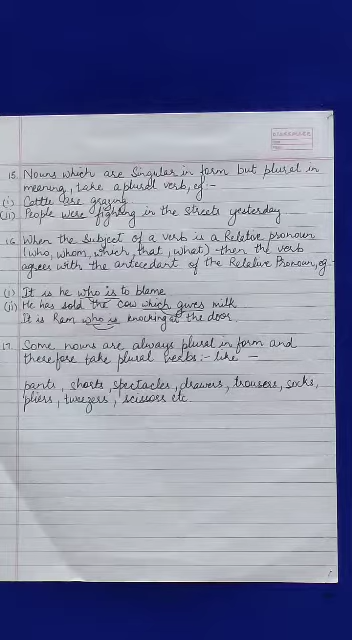 15. Nouns which are Singular in form but plural in
meaning, take a plural verb, eg:-
(i) Cattle are grazing
(ii) People were fighting in the streets yesterday
16. When the subject of a verb is a Relative pronoun
(who, whom, which, that, what) then the verb
agrees with the antecedant of the Relative Pronoun, eg-
(i) It is he who is to blame
(ii) He has sold the cow which gives milk
It is Ram who is knocking at the door
17. Some nouns are always plural in form and
therefore take plural verbs:- like -
pants, shorts, spectacles, drawers, trousers, socks,
pliers, tweezers, scissors etc